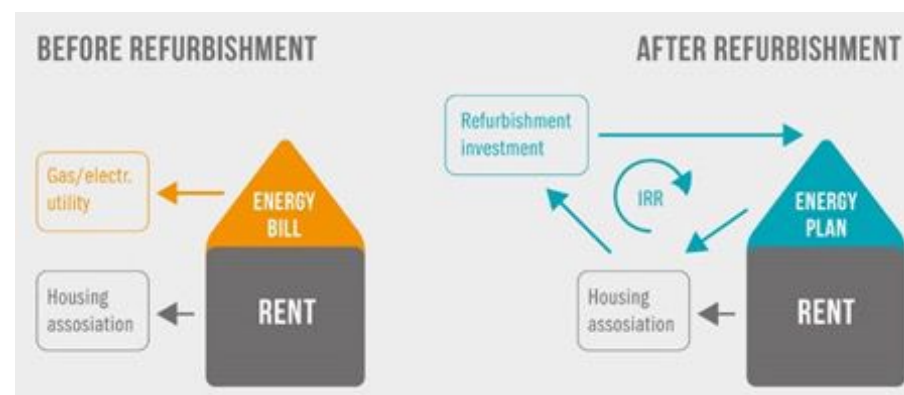 BEFORE REFURBISHMENT
Gas/electr.
utility
ENERGY
BILL
Housing
assosiation
RENT
AFTER REFURBISHMENT
Refurbishment
investment
IRR
ENERGY
PLAN
Housing
assosiation
RENT